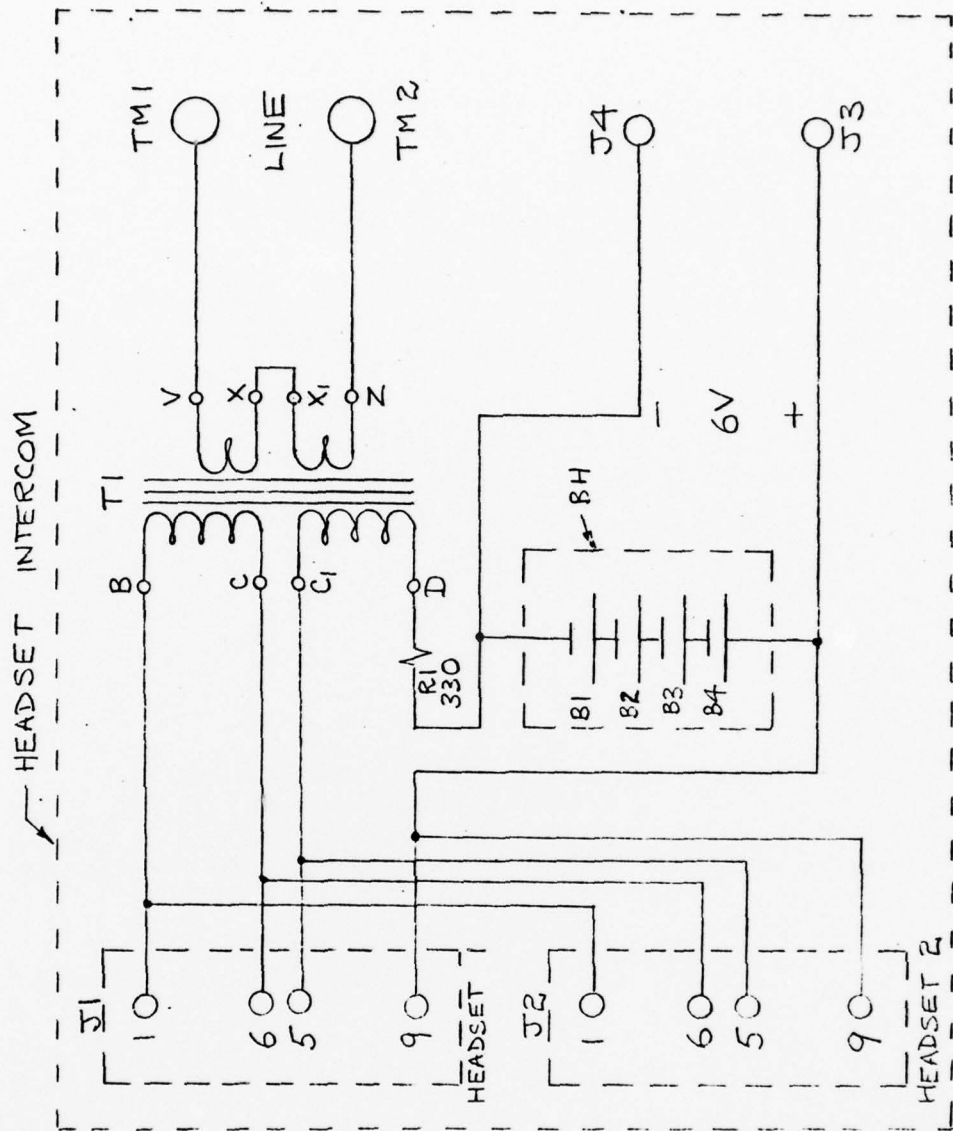 HEADSET INTERCOM
TM1
LINE
TM2
J4
J3
V
X
X1
Z
T1
B
C
C1
D
R1
330
BH
B1
B2
B3
B4
−
6V
+
J1
1
6
5
9
HEADSET
J2
1
6
5
9
HEADSET 2